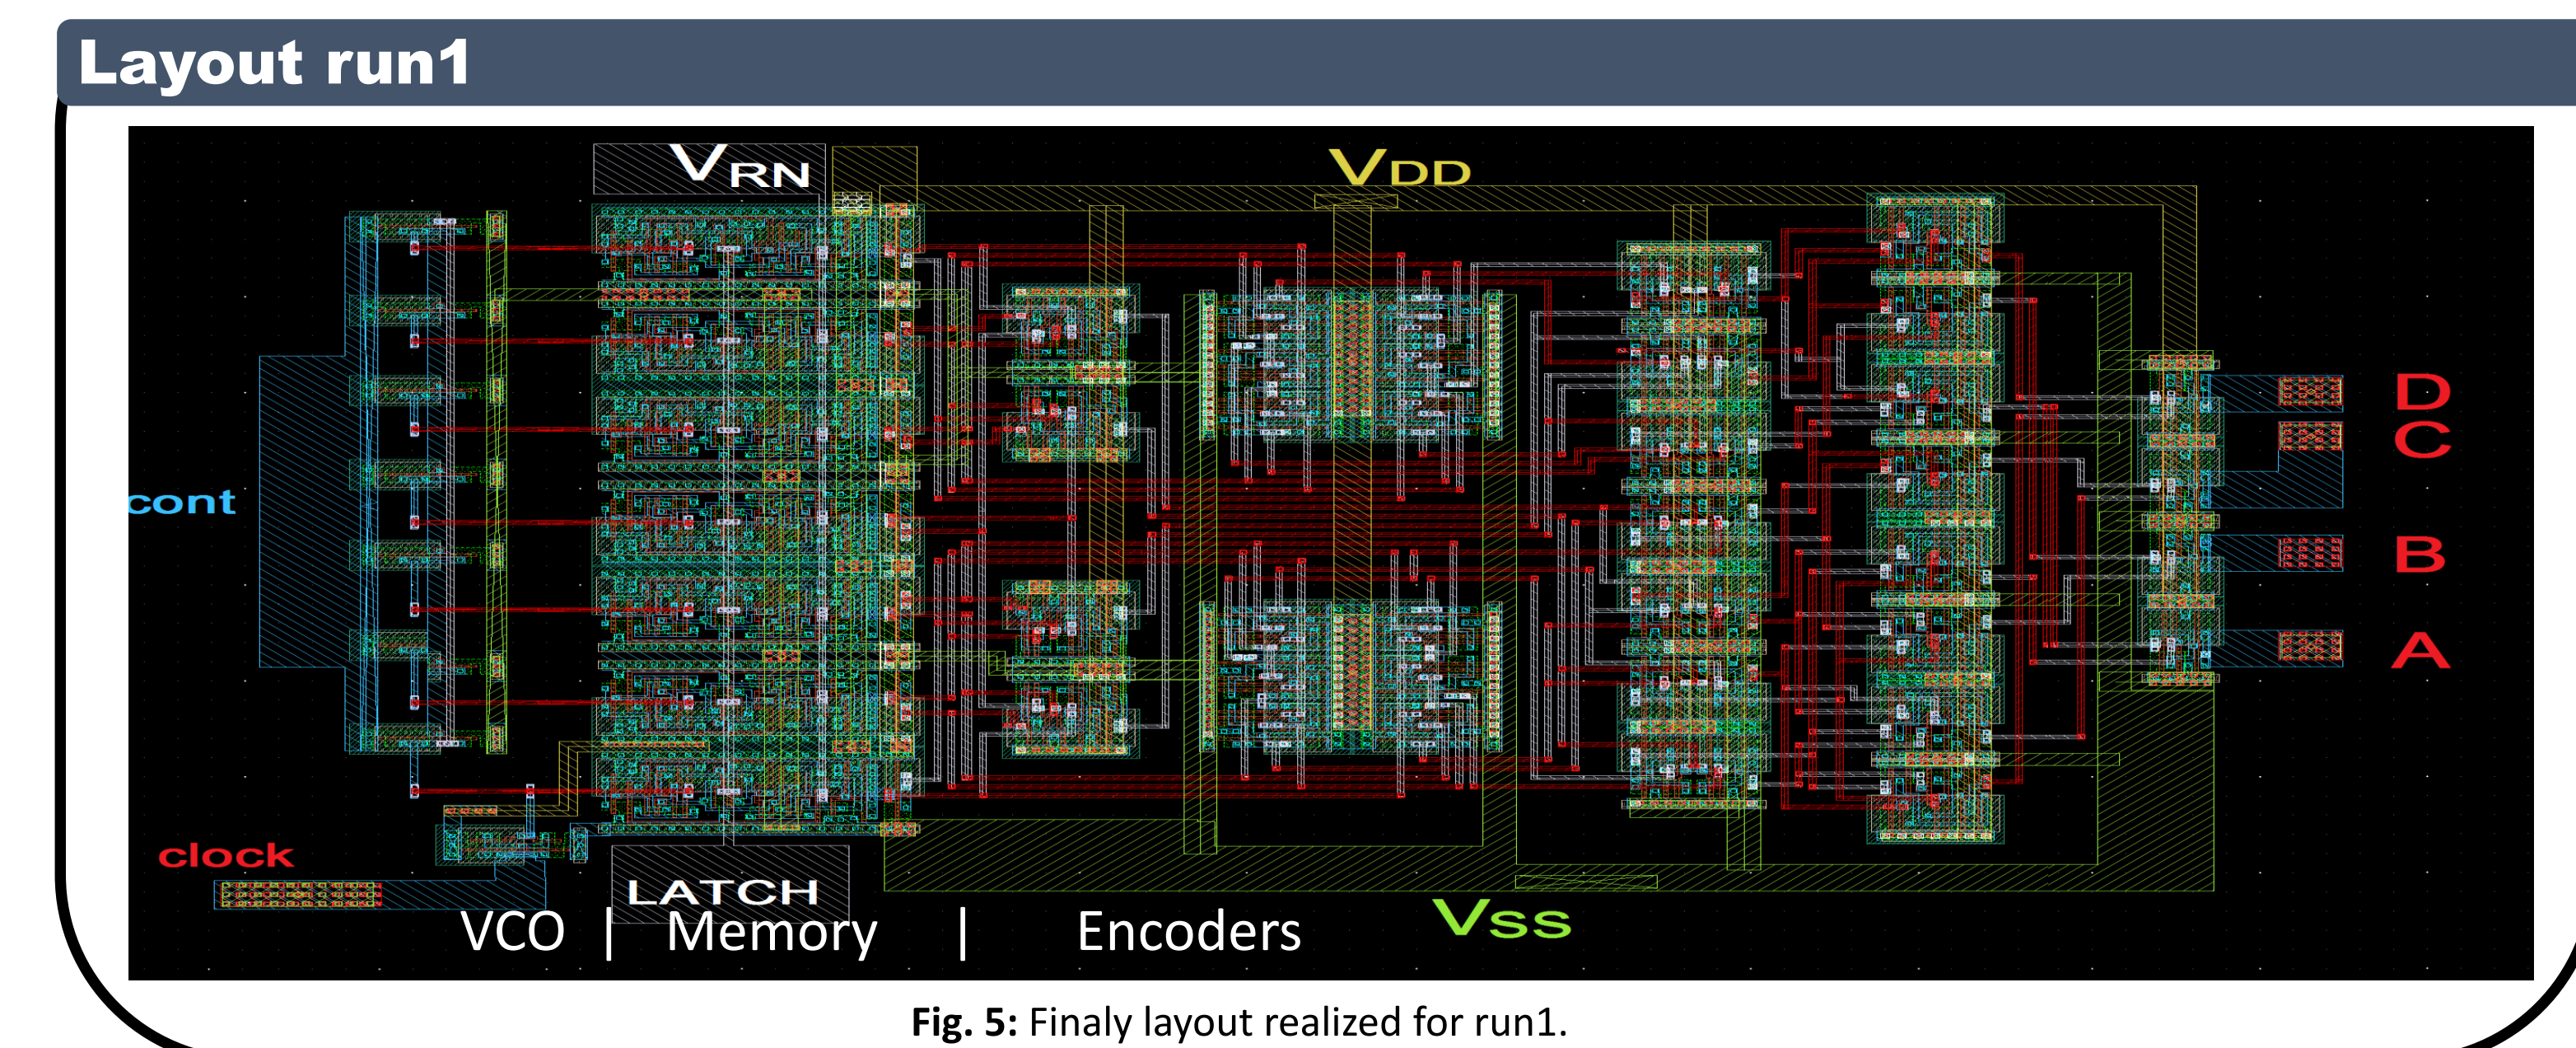 Layout run1
VRN
VDD
D
C
cont
B
A
clock
LATCH
VCO | Memory | Encoders
Vss
Fig. 5: Finaly layout realized for run1.